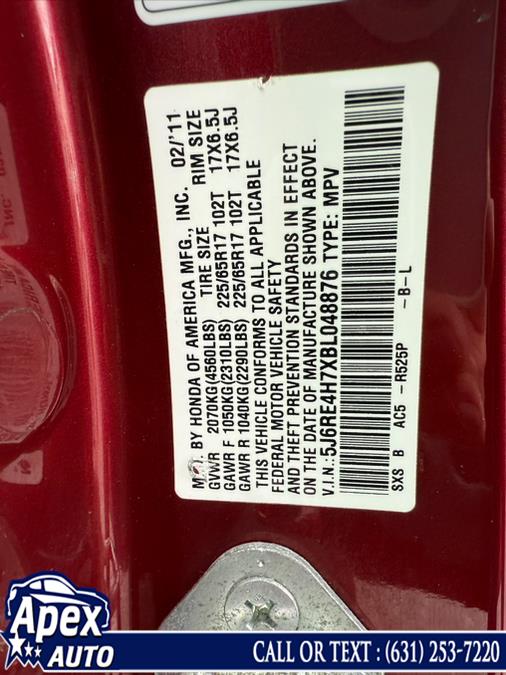 MFD. BY HONDA OF AMERICA MFG., INC. 02/'11
TIRE SIZE RIM SIZE
GVWR 2070KG(4560LBS)
GAWR F 1050KG(2310LBS) 225/65R17 102T 17X6.5J
GAWR R 1040KG(2290LBS) 225/65R17 102T 17X6.5J
THIS VEHICLE CONFORMS TO ALL APPLICABLE
FEDERAL MOTOR VEHICLE SAFETY
AND THEFT PREVENTION STANDARDS IN EFFECT
ON THE DATE OF MANUFACTURE SHOWN ABOVE.
V.I.N.: 5J6RE4H7XBL048876 TYPE: MPV
SXS B AC5 - R525P -B-L
Apex
AUTO
CALL OR TEXT : (631) 253-7220